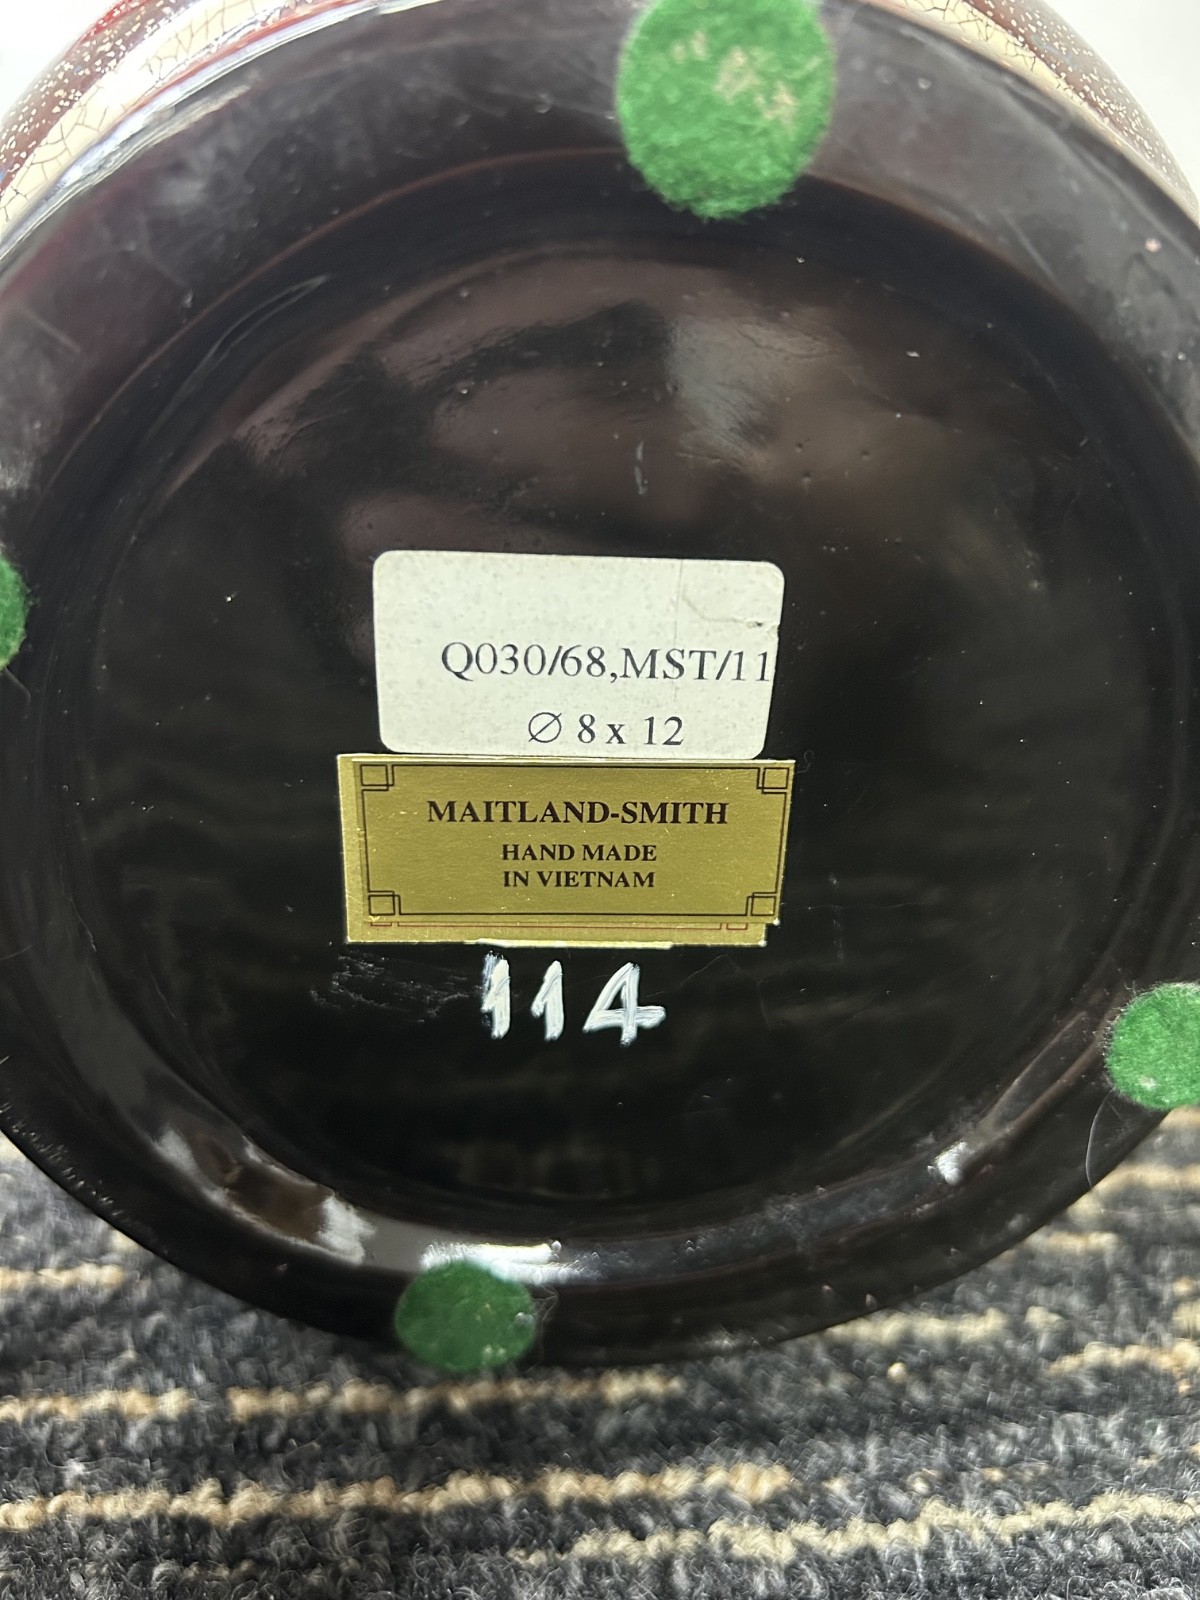 Q030/68,MST/11
∅ 8 x 12
MAITLAND-SMITH
HAND MADE
IN VIETNAM
114